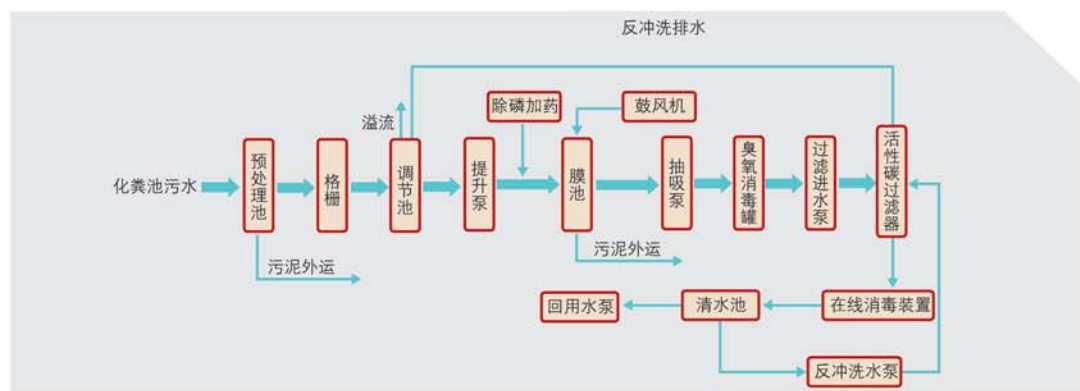 反冲洗排水
除磷加药
鼓风机
溢流
化粪池污水
预处理池
格栅
调节池
提升泵
膜池
抽吸泵
臭氧消毒罐
过滤进水泵
活性碳过滤器
污泥外运
污泥外运
回用水泵
清水池
在线消毒装置
反冲洗水泵